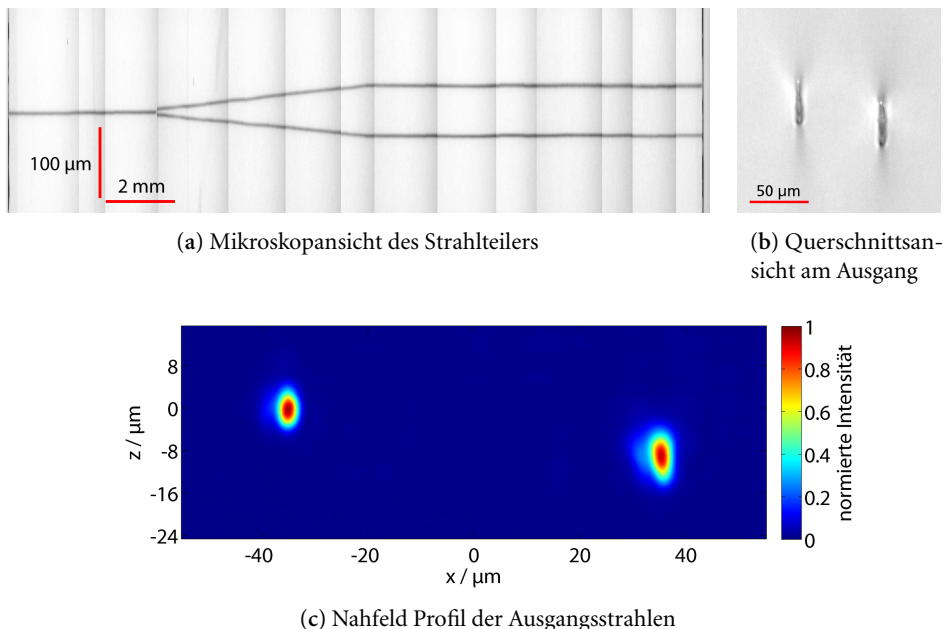 100 µm
2 mm
50 µm
(a) Mikroskopansicht des Strahlteilers
(b) Querschnittsan-
sicht am Ausgang
8
0
-8
-16
-24
z / µm
-40
-20
0
20
40
x / µm
1
0.8
0.6
0.4
0.2
0
normierte Intensität
(c) Nahfeld Profil der Ausgangsstrahlen